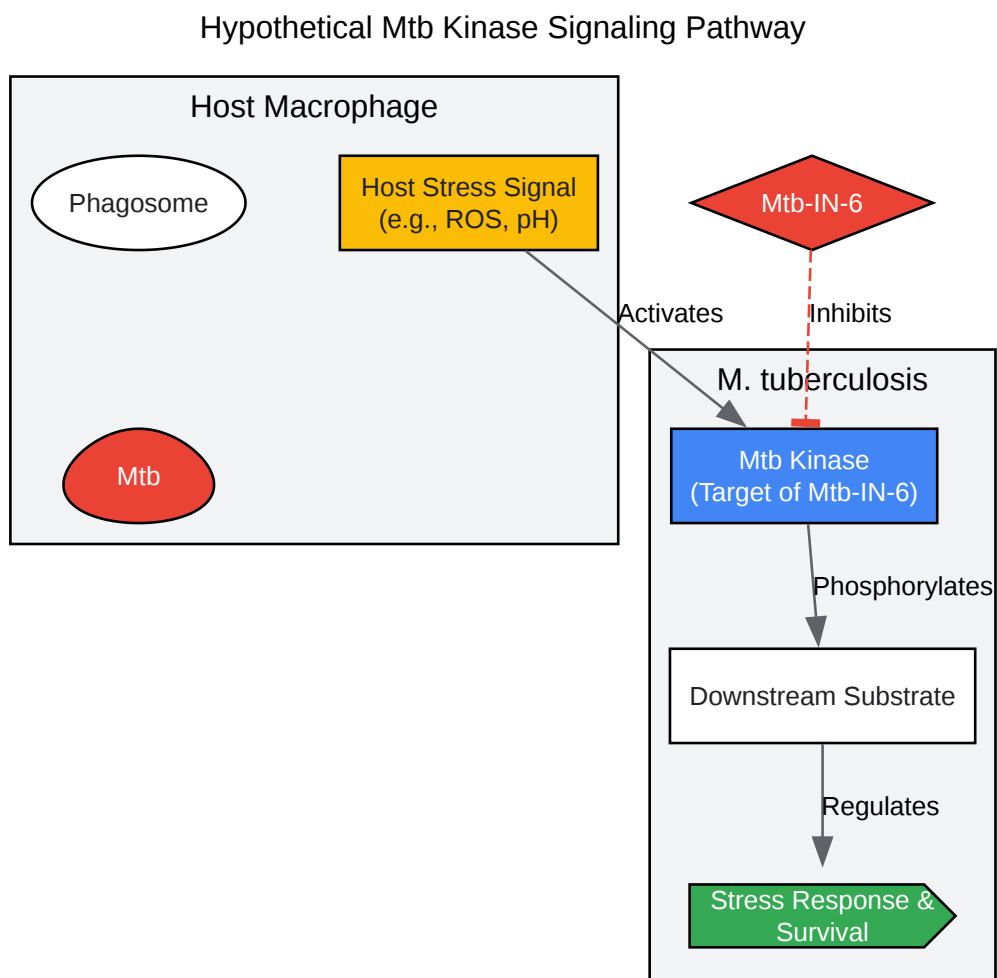 Hypothetical Mtb Kinase Signaling Pathway
Host Macrophage
Phagosome
Host Stress Signal
(e.g., ROS, pH)
Mtb-IN-6
Activates
Inhibits
M. tuberculosis
Mtb
Mtb Kinase
(Target of Mtb-IN-6)
Phosphorylates
Downstream Substrate
Regulates
Stress Response &
Survival